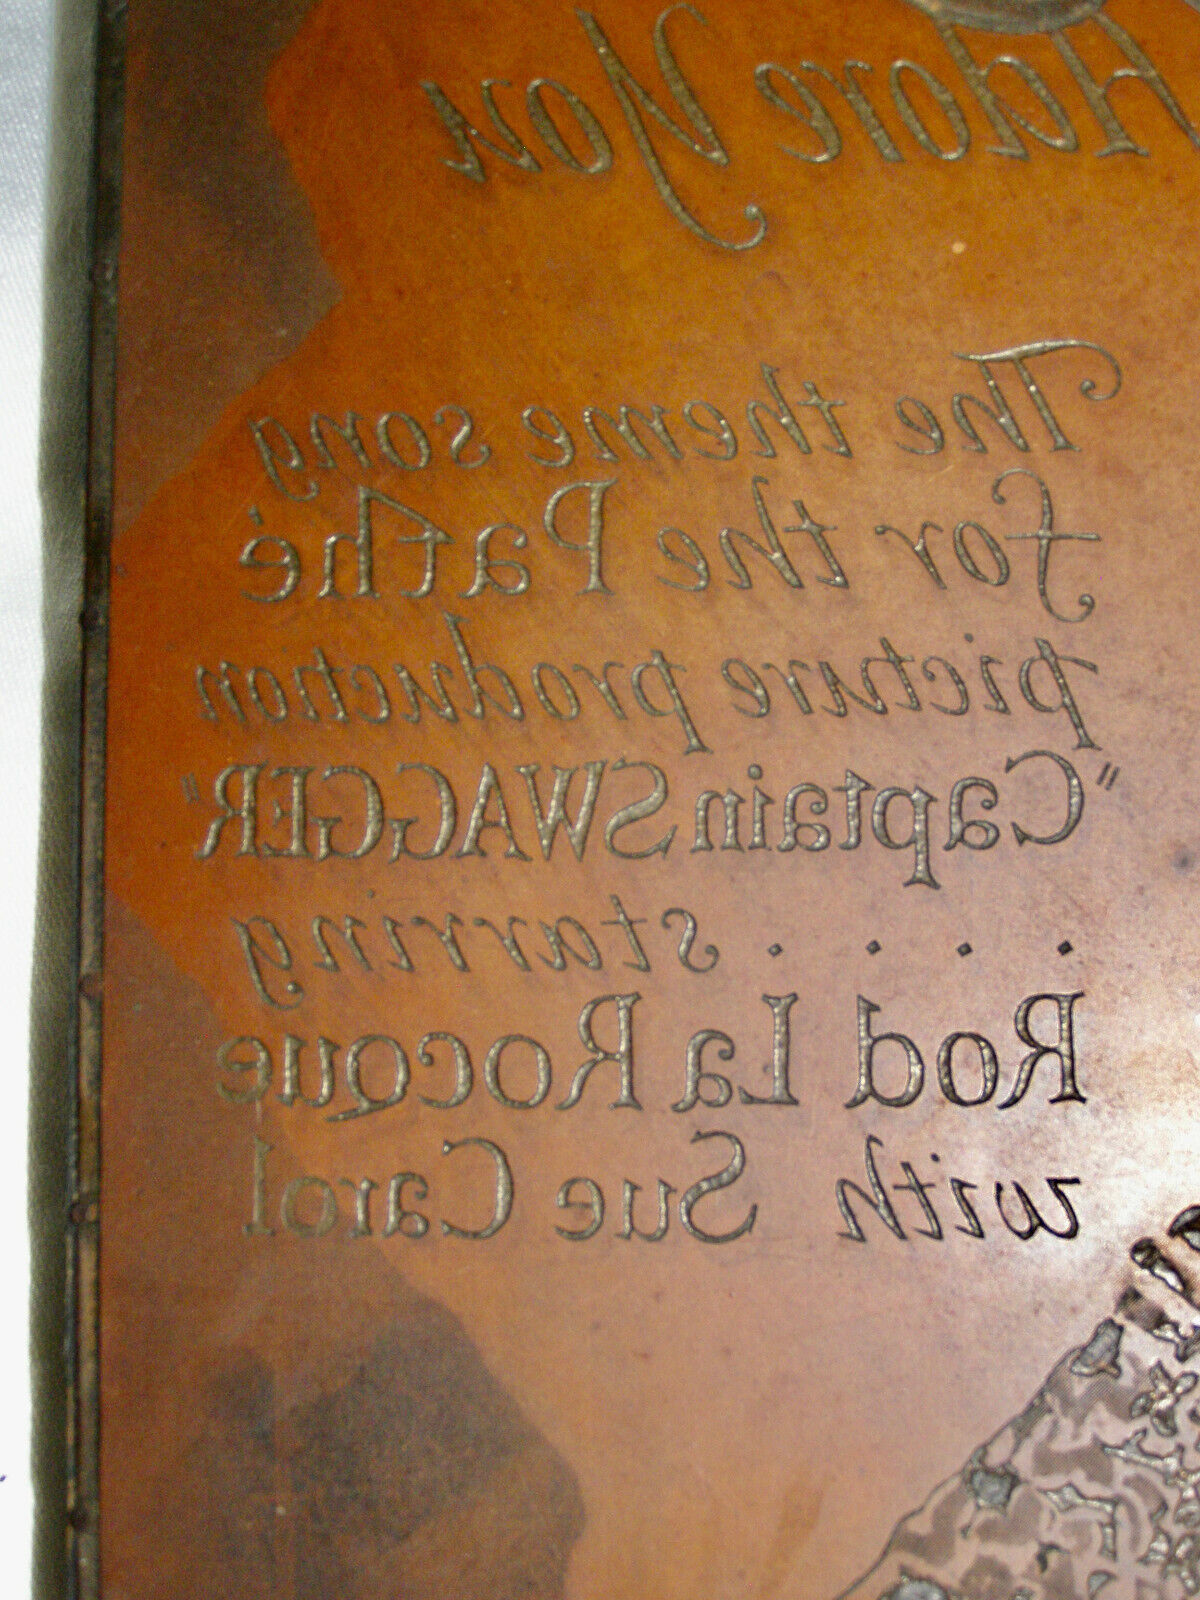 Adore You
The theme song
for the Pathé
picture production
"Captain SWAGGER"
. . . . starring
Rod La Rocque
with Sue Carol